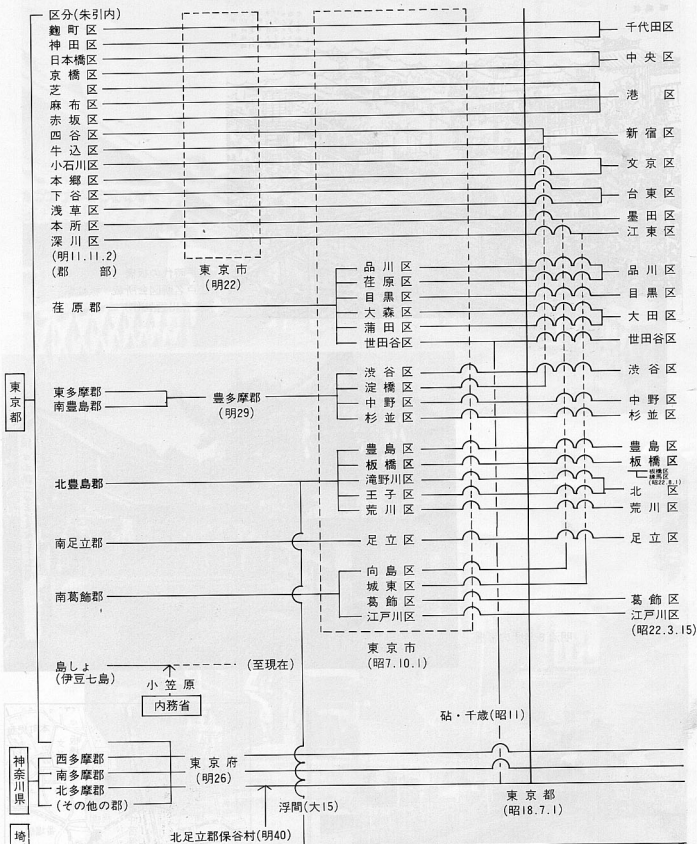 区分(朱引内)
麴町区 千代田区
神田区
日本橋区 中央区
京橋区
芝区 港区
麻布区
赤坂区
四谷区 新宿区
牛込区
小石川区 文京区
本郷区
下谷区 台東区
浅草区
本所区 墨田区
深川区 江東区
(明11.11.2)
(郡部)
東京市
(明22)
品川区 品川区
荏原区
荏原郡
目黒区 目黒区
大森区 大田区
蒲田区
世田谷区 世田谷区
東京都
渋谷区 渋谷区
淀橋区
東多摩郡 豊多摩郡 中野区 中野区
南豊島郡 (明29) 杉並区 杉並区
豊島区 豊島区
板橋区 板橋区
板橋区
練馬区
(昭22.8.1)
北豊島郡 滝野川区
王子区 北区
荒川区 荒川区
南足立郡 足立区 足立区
向島区
城東区
南葛飾郡 葛飾区 葛飾区
江戸川区 江戸川区
(昭22.3.15)
東京市
(昭7.10.1)
島しょ (至現在)
(伊豆七島)
小笠原
内務省
砧・千歳(昭11)
神奈川県
西多摩郡
南多摩郡
北多摩郡
(その他の郡)
東京府
(明26)
浮間(大15)
東京都
(昭18.7.1)
北足立郡保谷村(明40)
埼